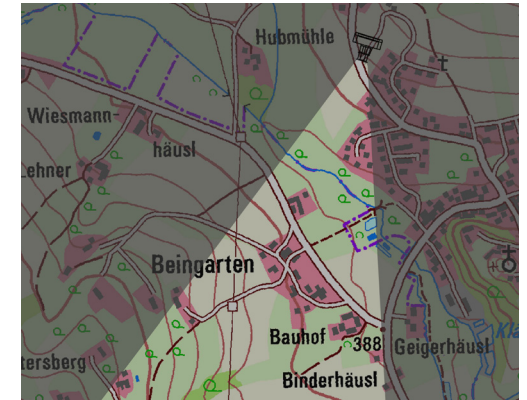 Hubmühle
Wiesmann-
häusl
Lehner
Beingarten
Bauhof
388
Geigerhäusl
Binderhäusl
tersberg